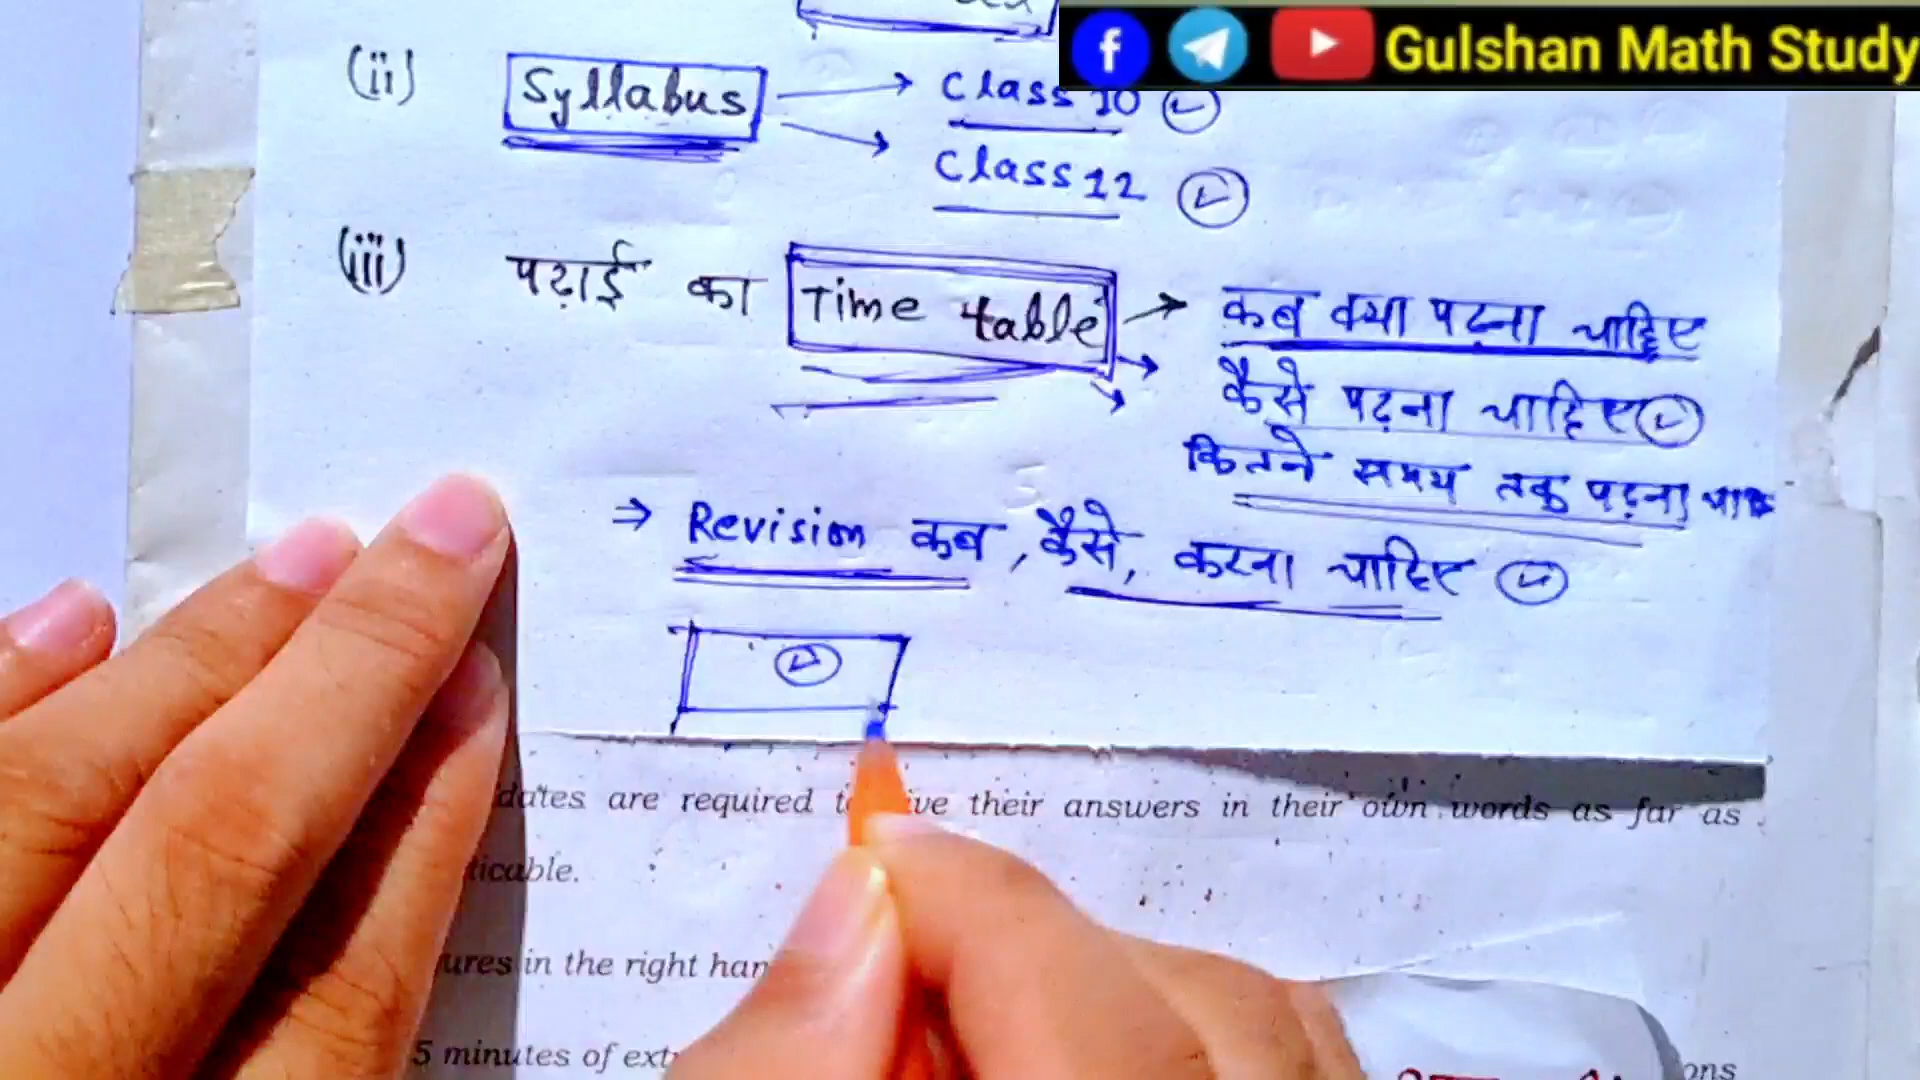 Gulshan Math Study
(ii) Syllabus → Class 10
→ Class 12
(iii) पढ़ाई का Time table → कब क्या पढ़ना चाहिए
→ कैसे पढ़ना चाहिए
→ कितने समय तक पढ़ना
⇒ Revision कब, कैसे, करना चाहिए
dates are required ive their answers in their own words as far as
ticable.
ures in the right han
5 minutes of ext
ons